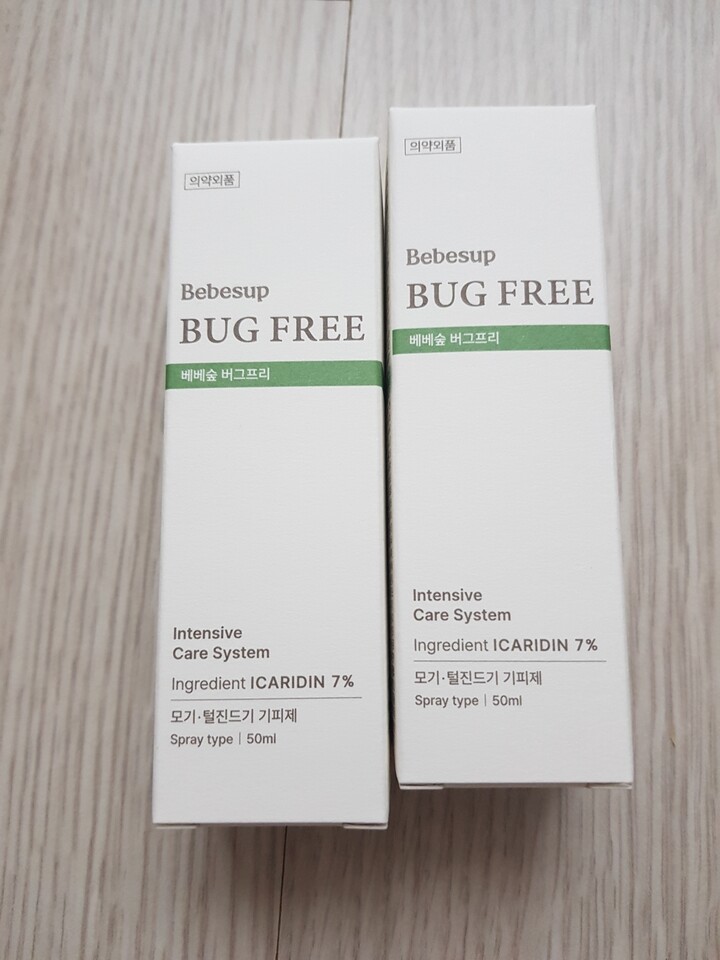 의약외품
Bebesup
BUG FREE
베베숲 버그프리
Intensive
Care System
Ingredient ICARIDIN 7%
모기·털진드기 기피제
Spray type | 50ml
의약외품
Bebesup
BUG FREE
베베숲 버그프리
Intensive
Care System
Ingredient ICARIDIN 7%
모기·털진드기 기피제
Spray type | 50ml